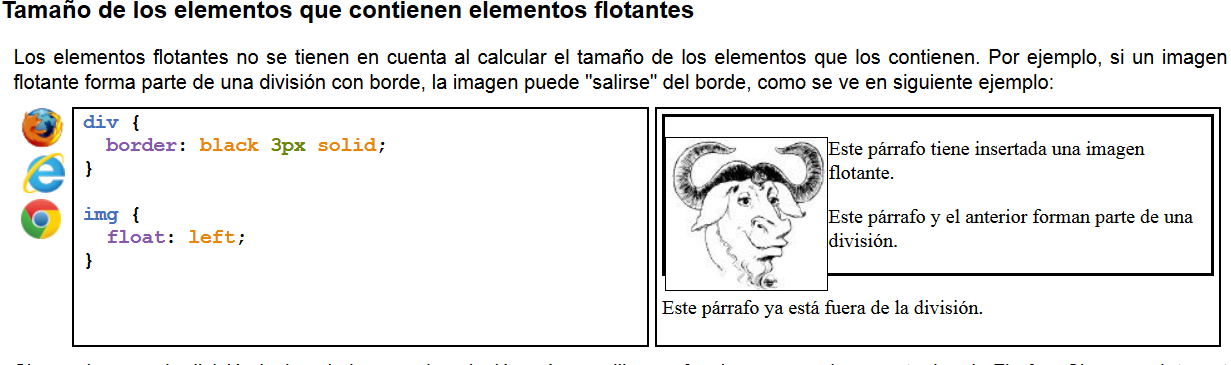 Tamaño de los elementos que contienen elementos flotantes
Los elementos flotantes no se tienen en cuenta al calcular el tamaño de los elementos que los contienen. Por ejemplo, si un imagen
flotante forma parte de una división con borde, la imagen puede "salirse" del borde, como se ve en siguiente ejemplo:
div {
  border: black 3px solid;
}
img {
  float: left;
}
Este párrafo tiene insertada una imagen
flotante.
Este párrafo y el anterior forman parte de una
división.
Este párrafo ya está fuera de la división.